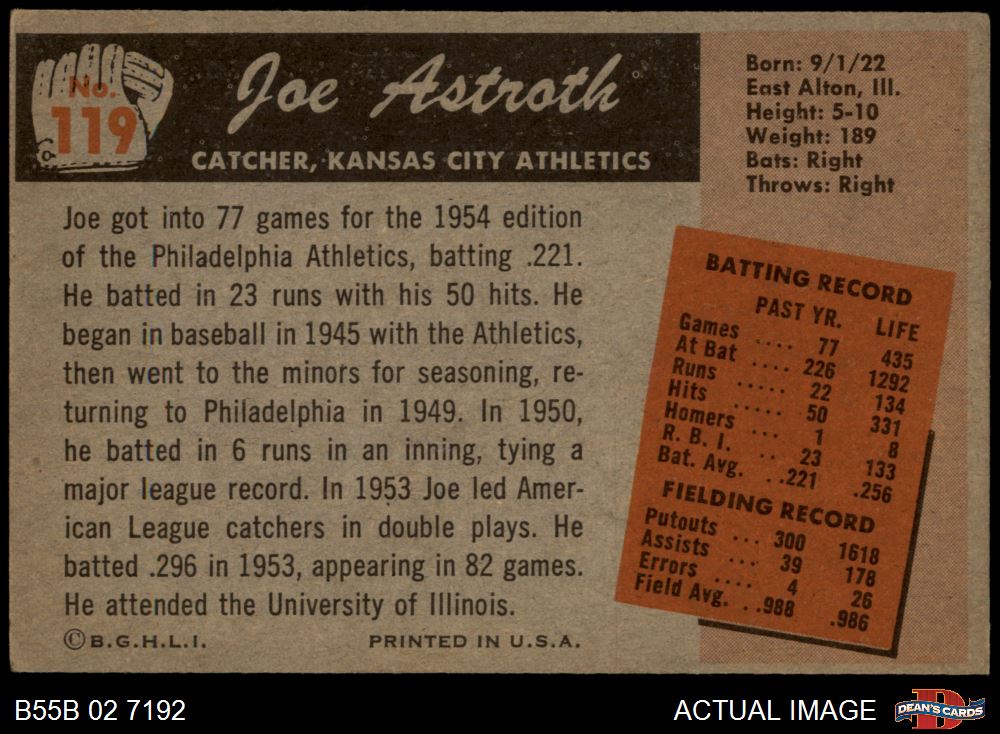 No.
119
Joe Astroth
CATCHER, KANSAS CITY ATHLETICS
Born: 9/1/22
East Alton, Ill.
Height: 5-10
Weight: 189
Bats: Right
Throws: Right
Joe got into 77 games for the 1954 edition
of the Philadelphia Athletics, batting .221.
He batted in 23 runs with his 50 hits. He
began in baseball in 1945 with the Athletics,
then went to the minors for seasoning, re-
turning to Philadelphia in 1949. In 1950,
he batted in 6 runs in an inning, tying a
major league record. In 1953 Joe led Amer-
ican League catchers in double plays. He
batted .296 in 1953, appearing in 82 games.
He attended the University of Illinois.
©B.G.H.L.I. PRINTED IN U.S.A.
BATTING RECORD
PAST YR. LIFE
Games .... 77 435
At Bat .... 226 1292
Runs ..... 22 134
Hits ..... 50 331
Homers ... 1 8
R. B. I. .. 23 133
Bat. Avg. .221 .256
FIELDING RECORD
Putouts ... 300 1618
Assists ... 39 178
Errors .... 4 26
Field Avg. . .988 .986
B55B 02 7192
ACTUAL IMAGE
DEAN'S CARDS